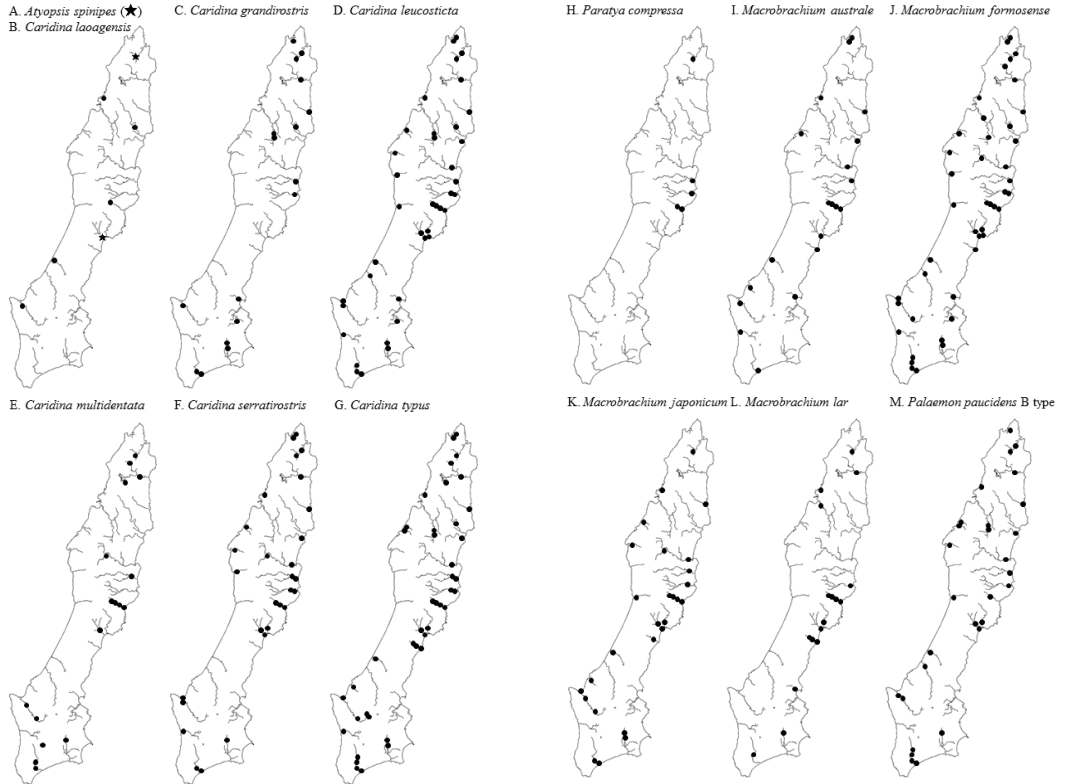 A. Atyopsis spinipes (★)
B. Caridina laoagensis
C. Caridina grandirostris
D. Caridina leucosticta
H. Paratya compressa
I. Macrobrachium australe
J. Macrobrachium formosense
E. Caridina multidentata
F. Caridina serratirostris
G. Caridina typus
K. Macrobrachium japonicum
L. Macrobrachium lar
M. Palaemon paucidens B type